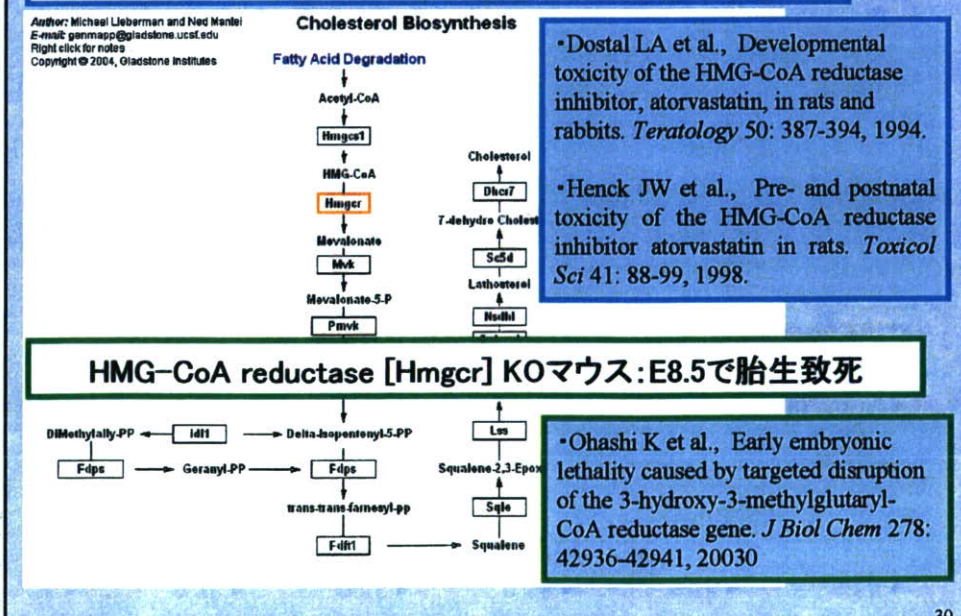 Author: Michael Lieberman and Ned Mantei
E-mail: genmapp@gladstone.ucsf.edu
Right click for notes
Copyright © 2004, Gladstone Institutes
Cholesterol Biosynthesis
Fatty Acid Degradation
Acetyl-CoA
Hmgcs1
HMG-CoA
Hmgcr
Mevalonate
Mvk
Mevalonate-5-P
Pmvk
Cholesterol
Dhcr7
7-dehydro Cholest
Sc5d
Lathosterol
Nsdhl
•Dostal LA et al., Developmental
toxicity of the HMG-CoA reductase
inhibitor, atorvastatin, in rats and
rabbits. Teratology 50: 387-394, 1994.
•Henck JW et al., Pre- and postnatal
toxicity of the HMG-CoA reductase
inhibitor atorvastatin in rats. Toxicol
Sci 41: 88-99, 1998.
HMG-CoA reductase [Hmgcr] KOマウス:E8.5で胎生致死
DiMethylally-PP
Idi1
Delta-Isopentenyl-5-PP
Fdps
Geranyl-PP
Fdps
trans-trans-farnesyl-pp
Fdft1
Squalene
Lss
Squalene-2,3-Epox
Sqle
•Ohashi K et al., Early embryonic
lethality caused by targeted disruption
of the 3-hydroxy-3-methylglutaryl-
CoA reductase gene. J Biol Chem 278:
42936-42941, 20030
30